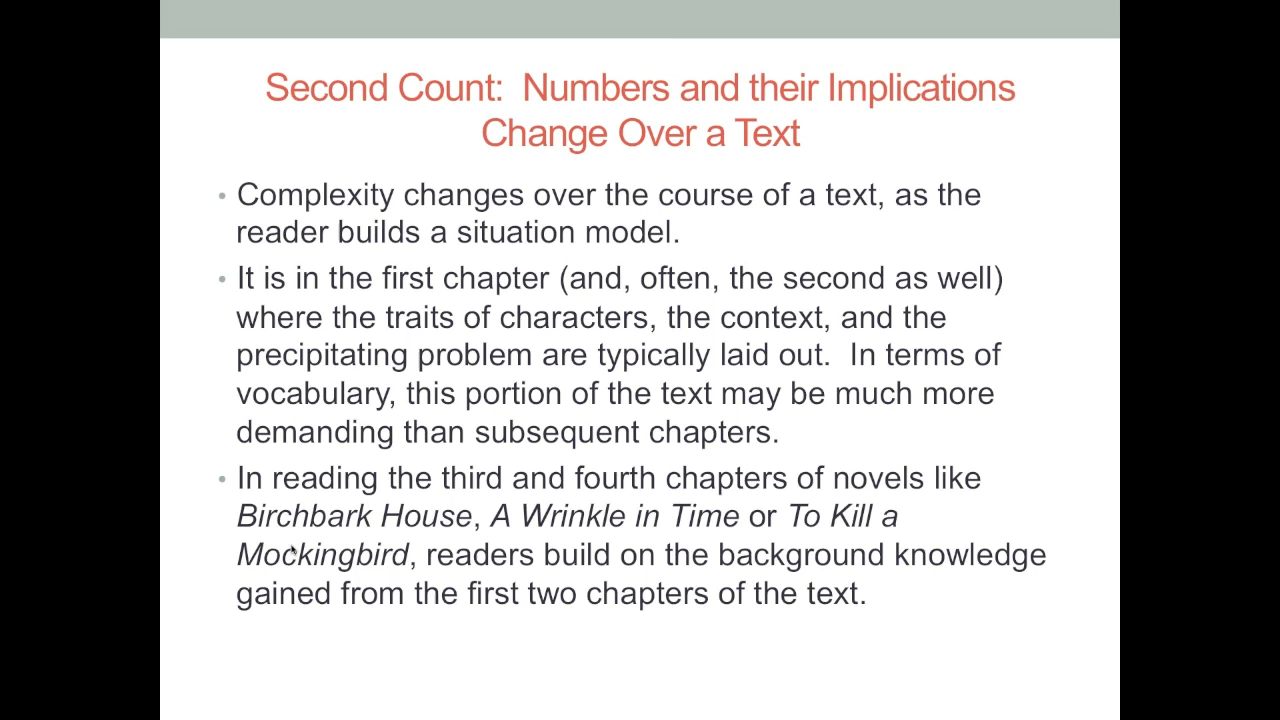 Second Count:  Numbers and their Implications
Change Over a Text
• Complexity changes over the course of a text, as the
reader builds a situation model.
• It is in the first chapter (and, often, the second as well)
where the traits of characters, the context, and the
precipitating problem are typically laid out.  In terms of
vocabulary, this portion of the text may be much more
demanding than subsequent chapters.
• In reading the third and fourth chapters of novels like
Birchbark House, A Wrinkle in Time or To Kill a
Mockingbird, readers build on the background knowledge
gained from the first two chapters of the text.